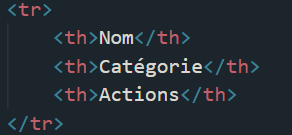 <tr>
<th>Nom</th>
<th>Catégorie</th>
<th>Actions</th>
</tr>